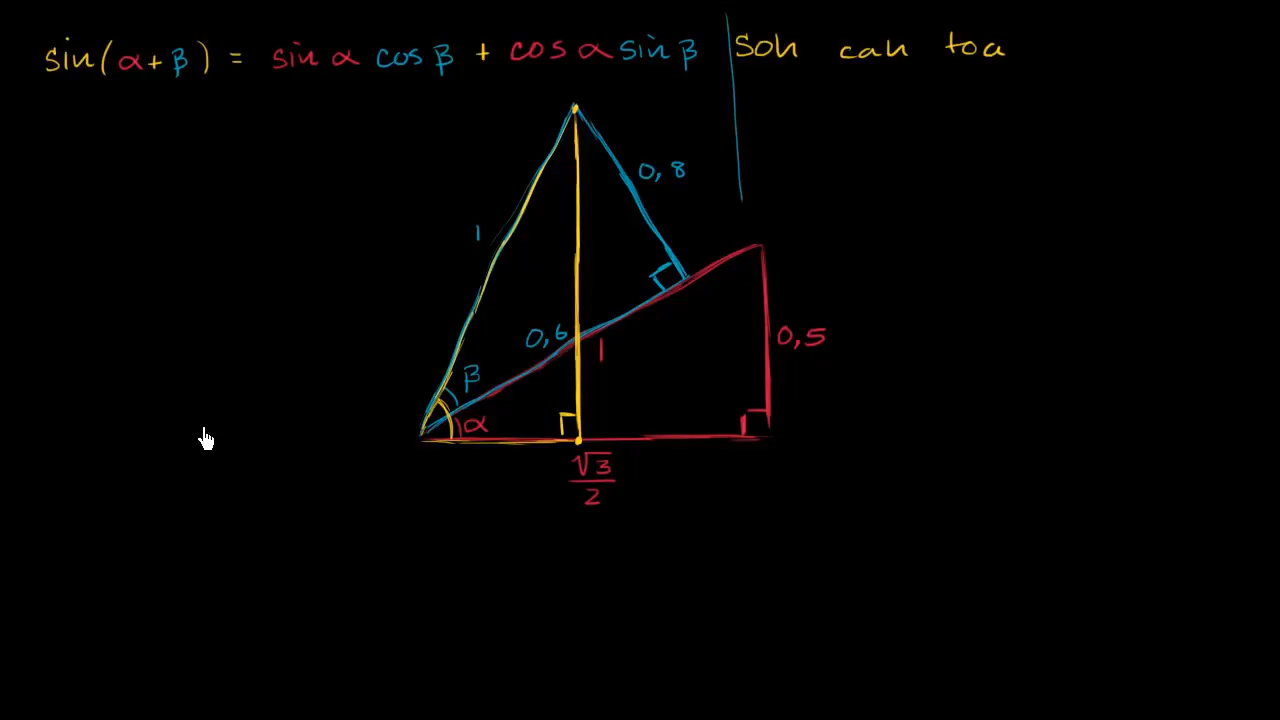 sin(α+β) = sin α cos β + cos α sin β
soh cah toa
0,8
1
0,6
1
0,5
β
α
√3/2